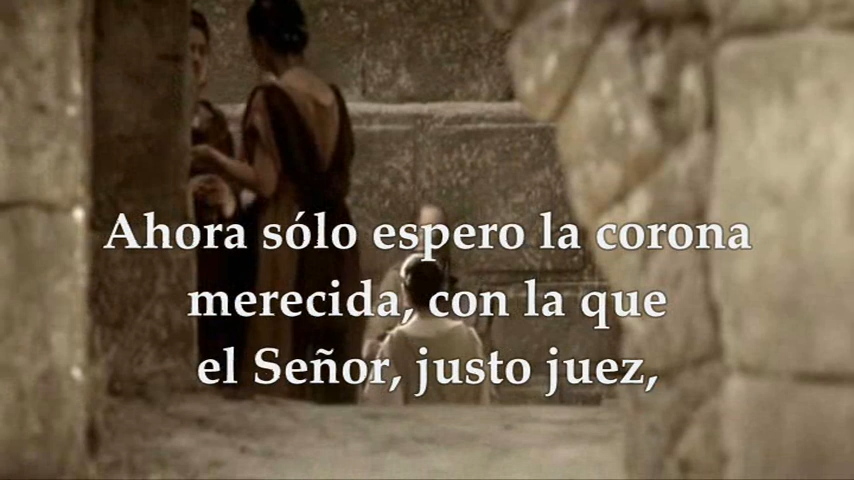 Ahora sólo espero la corona
merecida, con la que
el Señor, justo juez,